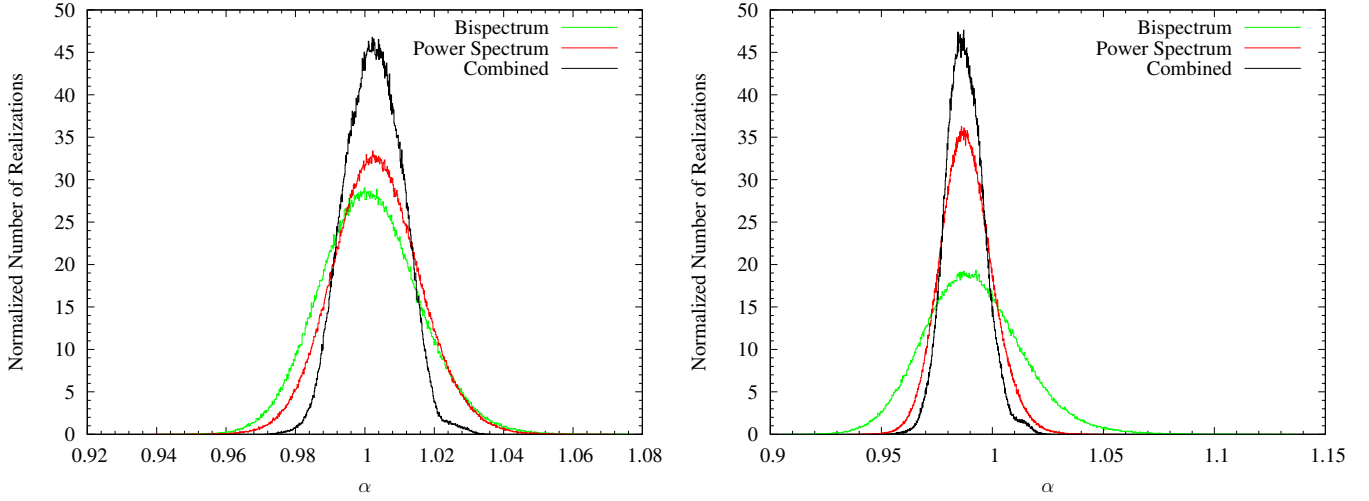 50
45
40
35
30
25
20
15
10
5
0
Normalized Number of Realizations
Bispectrum
Power Spectrum
Combined
0.92 0.94 0.96 0.98 1 1.02 1.04 1.06 1.08
α
50
45
40
35
30
25
20
15
10
5
0
Normalized Number of Realizations
Bispectrum
Power Spectrum
Combined
0.9 0.95 1 1.05 1.1 1.15
α